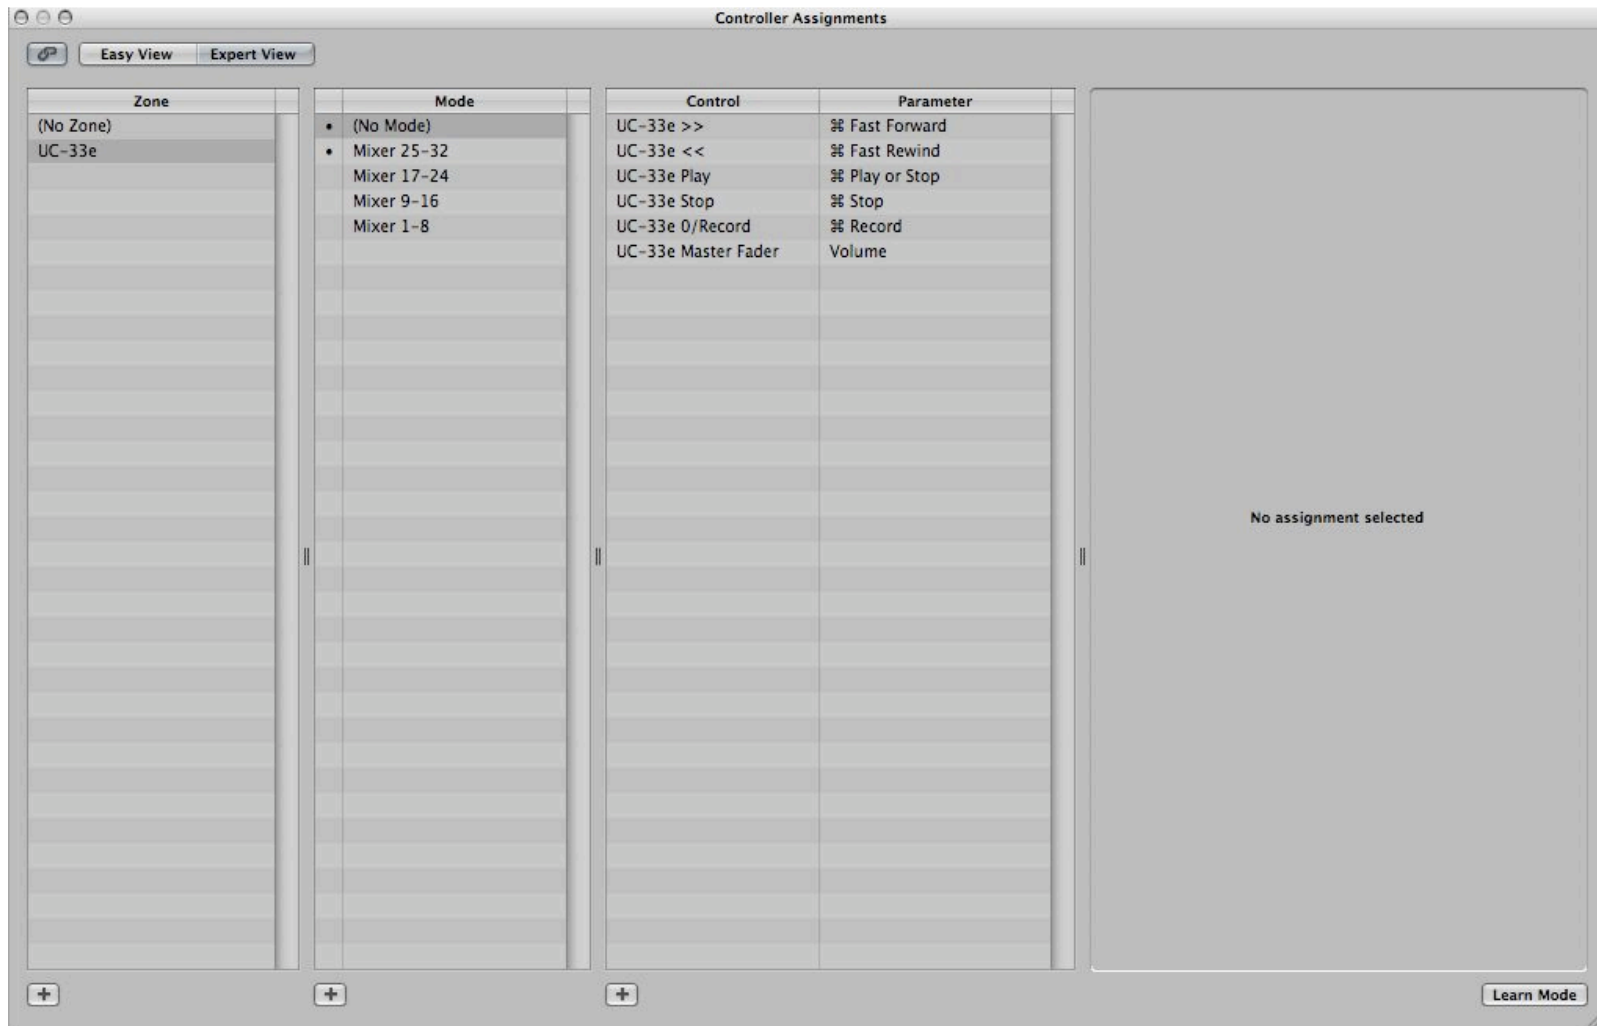 Controller Assignments
Easy View Expert View
Zone Mode Control Parameter
(No Zone) • (No Mode) UC-33e >> ⌘ Fast Forward
UC-33e • Mixer 25-32 UC-33e << ⌘ Fast Rewind
Mixer 17-24 UC-33e Play ⌘ Play or Stop
Mixer 9-16 UC-33e Stop ⌘ Stop
Mixer 1-8 UC-33e 0/Record ⌘ Record
UC-33e Master Fader Volume
No assignment selected
Learn Mode